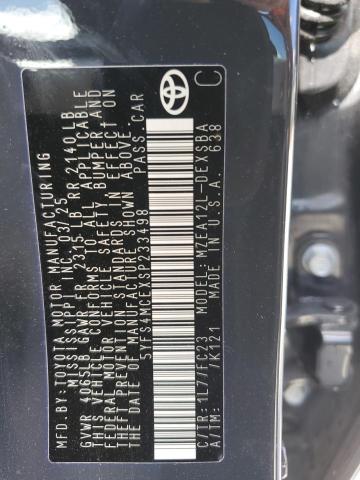 MFD.BY:TOYOTA MOTOR MANUFACTURING
MISSISSIPPI INC. 03/25
GVWR 4065LB GAWR FR 2315LB RR 2140LB
THIS VEHICLE CONFORMS TO ALL APPLICABLE
FEDERAL MOTOR VEHICLE SAFETY, BUMPER AND
THEFT PREVENTION STANDARDS IN EFFECT ON
THE DATE OF MANUFACTURE SHOWN ABOVE.
5YFS4MCEXSP233498 PASS.CAR
C/TR: 1L7/FC23 MODEL: MZEA12L-DEXSBA
A/TM: /K121 MADE IN U.S.A. 638
C
TOYOTA